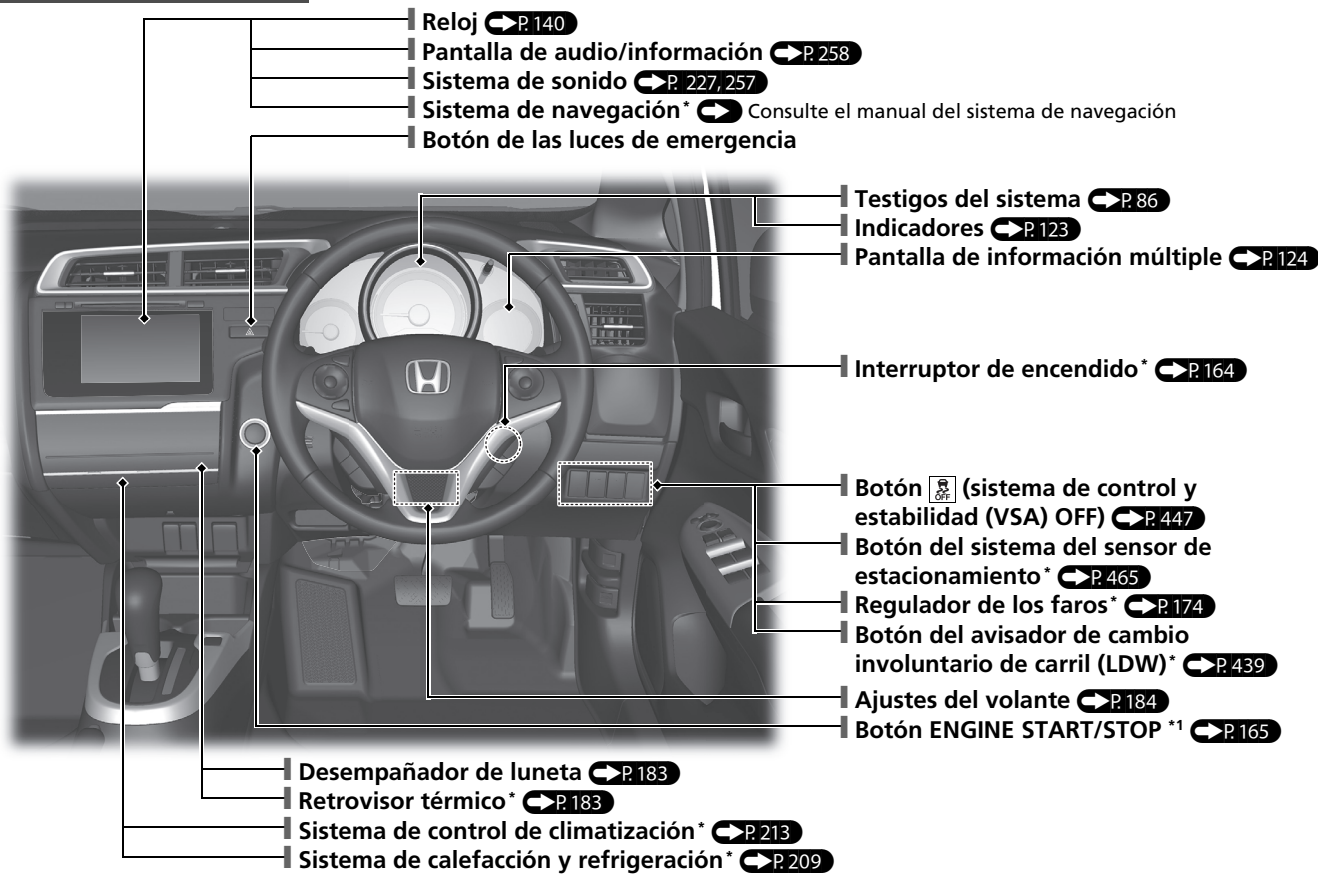 Reloj P. 140
Pantalla de audio/información P. 258
Sistema de sonido P. 227, 257
Sistema de navegación* Consulte el manual del sistema de navegación
Botón de las luces de emergencia
Testigos del sistema P. 86
Indicadores P. 123
Pantalla de información múltiple P. 124
Interruptor de encendido* P. 164
Botón OFF (sistema de control y
estabilidad (VSA) OFF) P. 447
Botón del sistema del sensor de
estacionamiento* P. 465
Regulador de los faros* P. 174
Botón del avisador de cambio
involuntario de carril (LDW)* P. 439
Ajustes del volante P. 184
Botón ENGINE START/STOP *1 P. 165
Desempañador de luneta P. 183
Retrovisor térmico* P. 183
Sistema de control de climatización* P. 213
Sistema de calefacción y refrigeración* P. 209